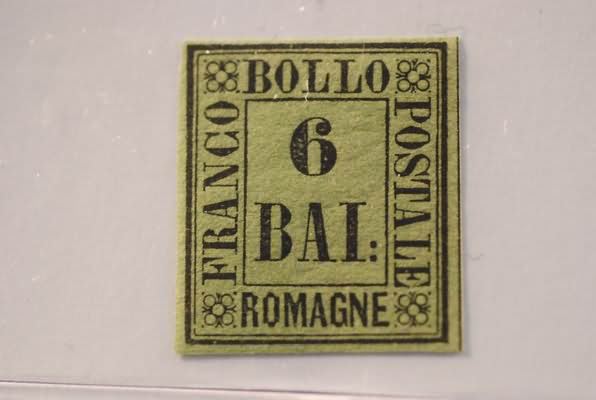 FRANCO
BOLLO
POSTALE
6
BAI:
ROMAGNE